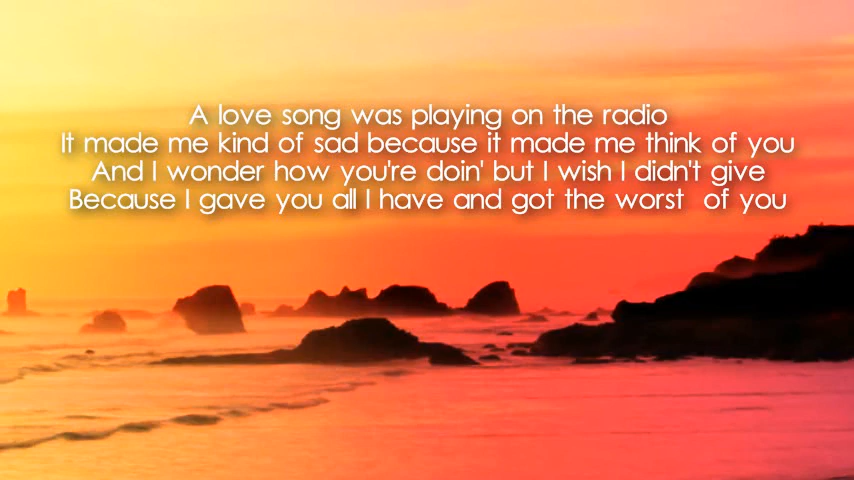 A love song was playing on the radio
It made me kind of sad because it made me think of you
And I wonder how you're doin' but I wish I didn't give
Because I gave you all I have and got the worst  of you